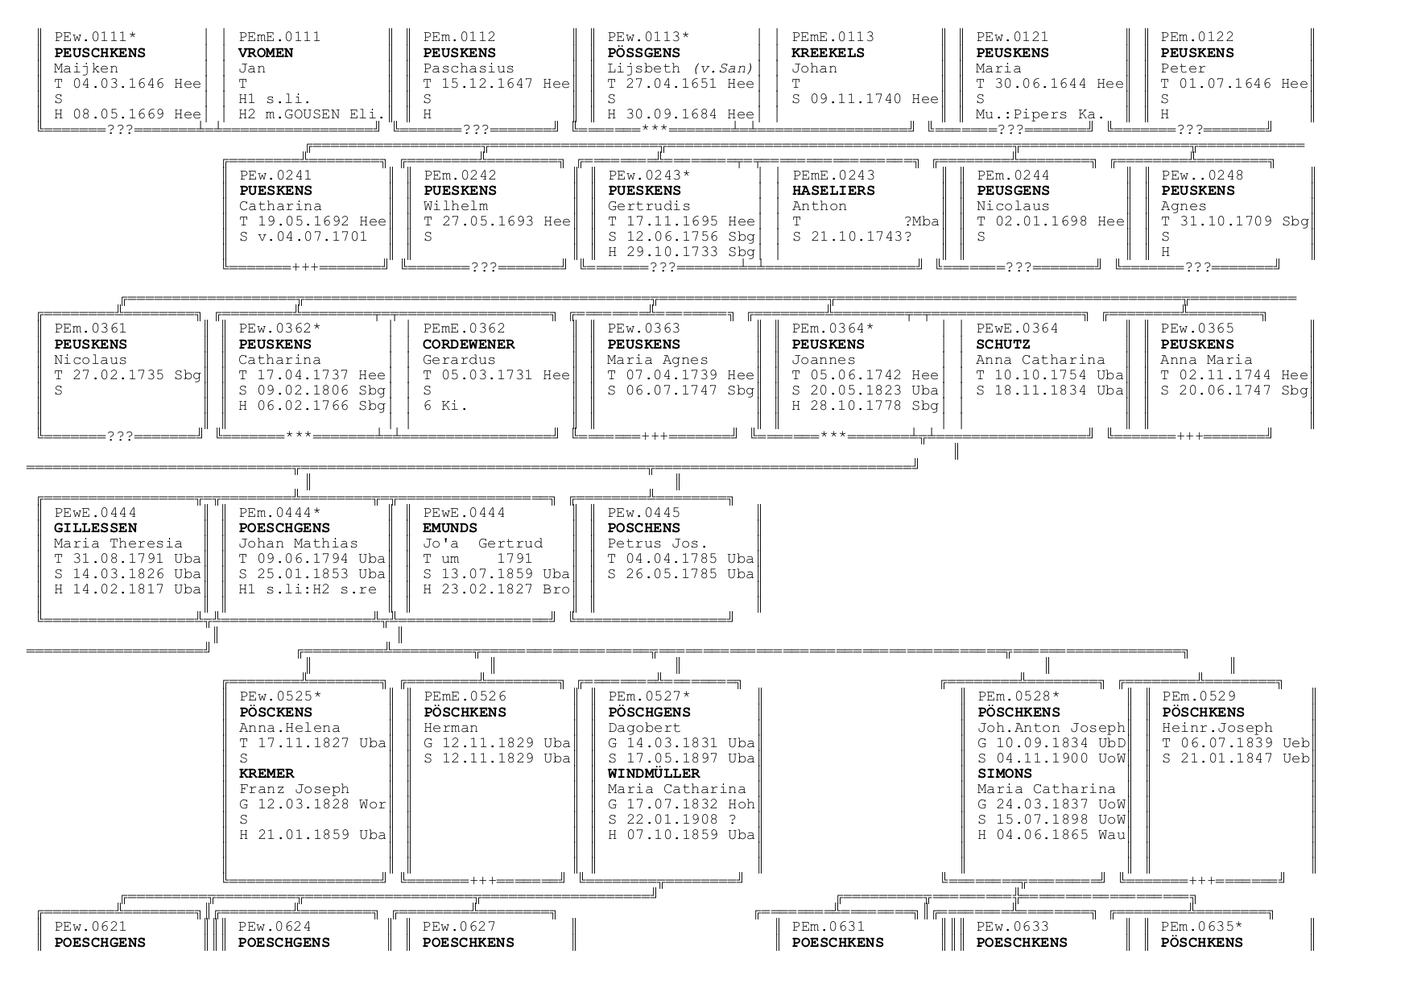 PEw.0111*
PEUSCHKENS
Maijken
T 04.03.1646 Hee
S
H 08.05.1669 Hee
???
PEmE.0111
VROMEN
Jan
T
H1 s.li.
H2 m.GOUSEN Eli.
PEm.0112
PEUSKENS
Paschasius
T 15.12.1647 Hee
S
H
???
PEw.0113*
PÖSSGENS
Lijsbeth (v.San)
T 27.04.1651 Hee
S
H 30.09.1684 Hee
***
PEmE.0113
KREEKELS
Johan
T
S 09.11.1740 Hee
PEw.0121
PEUSKENS
Maria
T 30.06.1644 Hee
S
Mu.:Pipers Ka.
???
PEm.0122
PEUSKENS
Peter
T 01.07.1646 Hee
S
H
???
PEw.0241
PUESKENS
Catharina
T 19.05.1692 Hee
S v.04.07.1701
+++
PEm.0242
PUESKENS
Wilhelm
T 27.05.1693 Hee
S
???
PEw.0243*
PUESKENS
Gertrudis
T 17.11.1695 Hee
S 12.06.1756 Sbg
H 29.10.1733 Sbg
???
PEmE.0243
HASELIERS
Anthon
T ?Mba
S 21.10.1743?
PEm.0244
PEUSGENS
Nicolaus
T 02.01.1698 Hee
S
???
PEw..0248
PEUSKENS
Agnes
T 31.10.1709 Sbg
S
H
???
PEm.0361
PEUSKENS
Nicolaus
T 27.02.1735 Sbg
S
???
PEw.0362*
PEUSKENS
Catharina
T 17.04.1737 Hee
S 09.02.1806 Sbg
H 06.02.1766 Sbg
***
PEmE.0362
CORDEWENER
Gerardus
T 05.03.1731 Hee
S
6 Ki.
PEw.0363
PEUSKENS
Maria Agnes
T 07.04.1739 Hee
S 06.07.1747 Sbg
+++
PEm.0364*
PEUSKENS
Joannes
T 05.06.1742 Hee
S 20.05.1823 Uba
H 28.10.1778 Sbg
***
PEwE.0364
SCHUTZ
Anna Catharina
T 10.10.1754 Uba
S 18.11.1834 Uba
PEw.0365
PEUSKENS
Anna Maria
T 02.11.1744 Hee
S 20.06.1747 Sbg
+++
PEwE.0444
GILLESSEN
Maria Theresia
T 31.08.1791 Uba
S 14.03.1826 Uba
H 14.02.1817 Uba
PEm.0444*
POESCHGENS
Johan Mathias
T 09.06.1794 Uba
S 25.01.1853 Uba
H1 s.li:H2 s.re
PEwE.0444
EMUNDS
Jo'a Gertrud
T um 1791
S 13.07.1859 Uba
H 23.02.1827 Bro
PEw.0445
POSCHENS
Petrus Jos.
T 04.04.1785 Uba
S 26.05.1785 Uba
PEw.0525*
PÖSCKENS
Anna.Helena
T 17.11.1827 Uba
S
KREMER
Franz Joseph
G 12.03.1828 Wor
S
H 21.01.1859 Uba
PEmE.0526
PÖSCHKENS
Herman
G 12.11.1829 Uba
S 12.11.1829 Uba
+++
PEm.0527*
PÖSCHGENS
Dagobert
G 14.03.1831 Uba
S 17.05.1897 Uba
WINDMÜLLER
Maria Catharina
G 17.07.1832 Hoh
S 22.01.1908 ?
H 07.10.1859 Uba
PEm.0528*
PÖSCHKENS
Joh.Anton Joseph
G 10.09.1834 UbD
S 04.11.1900 UoW
SIMONS
Maria Catharina
G 24.03.1837 UoW
S 15.07.1898 UoW
H 04.06.1865 Wau
PEm.0529
PÖSCHKENS
Heinr.Joseph
T 06.07.1839 Ueb
S 21.01.1847 Ueb
+++
PEw.0621
POESCHGENS
PEw.0624
POESCHGENS
PEw.0627
POESCHKENS
PEm.0631
POESCHKENS
PEw.0633
POESCHKENS
PEm.0635*
PÖSCHKENS